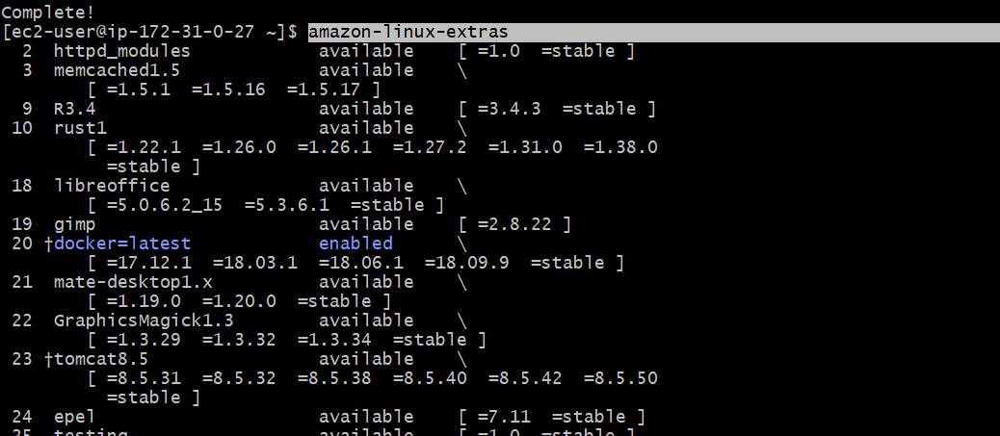 Complete!
[ec2-user@ip-172-31-0-27 ~]$ amazon-linux-extras
2 httpd_modules available [ =1.0 =stable ]
3 memcached1.5 available \
[ =1.5.1 =1.5.16 =1.5.17 ]
9 R3.4 available [ =3.4.3 =stable ]
10 rust1 available \
[ =1.22.1 =1.26.0 =1.26.1 =1.27.2 =1.31.0 =1.38.0
=stable ]
18 libreoffice available \
[ =5.0.6.2_15 =5.3.6.1 =stable ]
19 gimp available [ =2.8.22 ]
20 †docker=latest enabled \
[ =17.12.1 =18.03.1 =18.06.1 =18.09.9 =stable ]
21 mate-desktop1.x available \
[ =1.19.0 =1.20.0 =stable ]
22 GraphicsMagick1.3 available \
[ =1.3.29 =1.3.32 =1.3.34 =stable ]
23 †tomcat8.5 available \
[ =8.5.31 =8.5.32 =8.5.38 =8.5.40 =8.5.42 =8.5.50
=stable ]
24 epel available [ =7.11 =stable ]
25 testing available [ =1.0 =stable ]